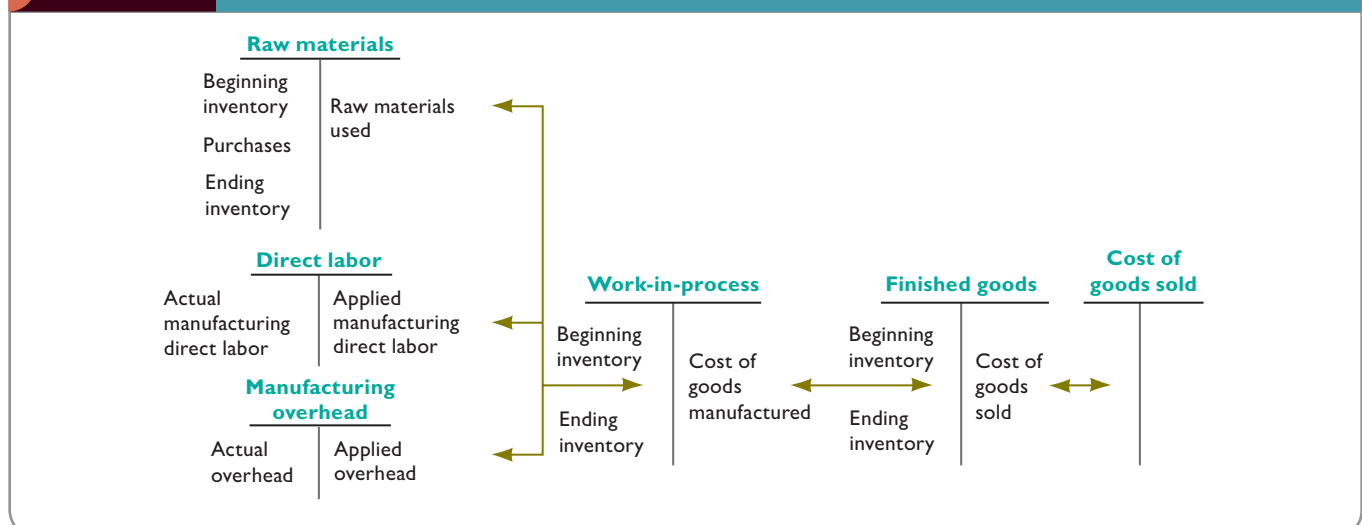 Raw materials
Beginning
inventory
Purchases
Ending
inventory
Raw materials
used
Direct labor
Actual
manufacturing
direct labor
Applied
manufacturing
direct labor
Manufacturing
overhead
Actual
overhead
Applied
overhead
Work-in-process
Beginning
inventory
Ending
inventory
Cost of
goods
manufactured
Finished goods
Beginning
inventory
Ending
inventory
Cost of
goods
sold
Cost of
goods sold